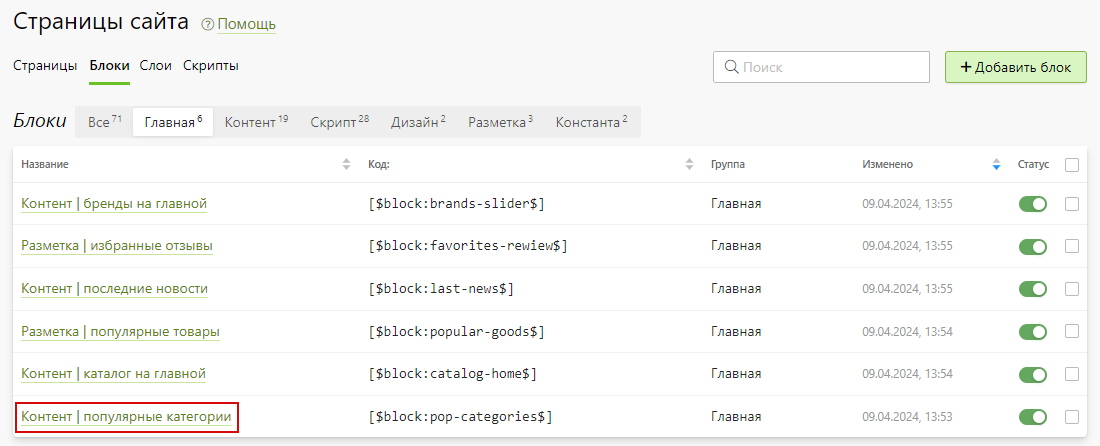 Страницы сайта Помощь
Страницы Блоки Слои Скрипты Поиск + Добавить блок
Блоки Все 71 Главная 6 Контент 19 Скрипт 28 Дизайн 2 Разметка 3 Константа 2
Название Код: Группа Изменено Статус
Контент | бренды на главной [$block:brands-slider$] Главная 09.04.2024, 13:55
Разметка | избранные отзывы [$block:favorites-rewiew$] Главная 09.04.2024, 13:55
Контент | последние новости [$block:last-news$] Главная 09.04.2024, 13:55
Разметка | популярные товары [$block:popular-goods$] Главная 09.04.2024, 13:54
Контент | каталог на главной [$block:catalog-home$] Главная 09.04.2024, 13:54
Контент | популярные категории [$block:pop-categories$] Главная 09.04.2024, 13:53